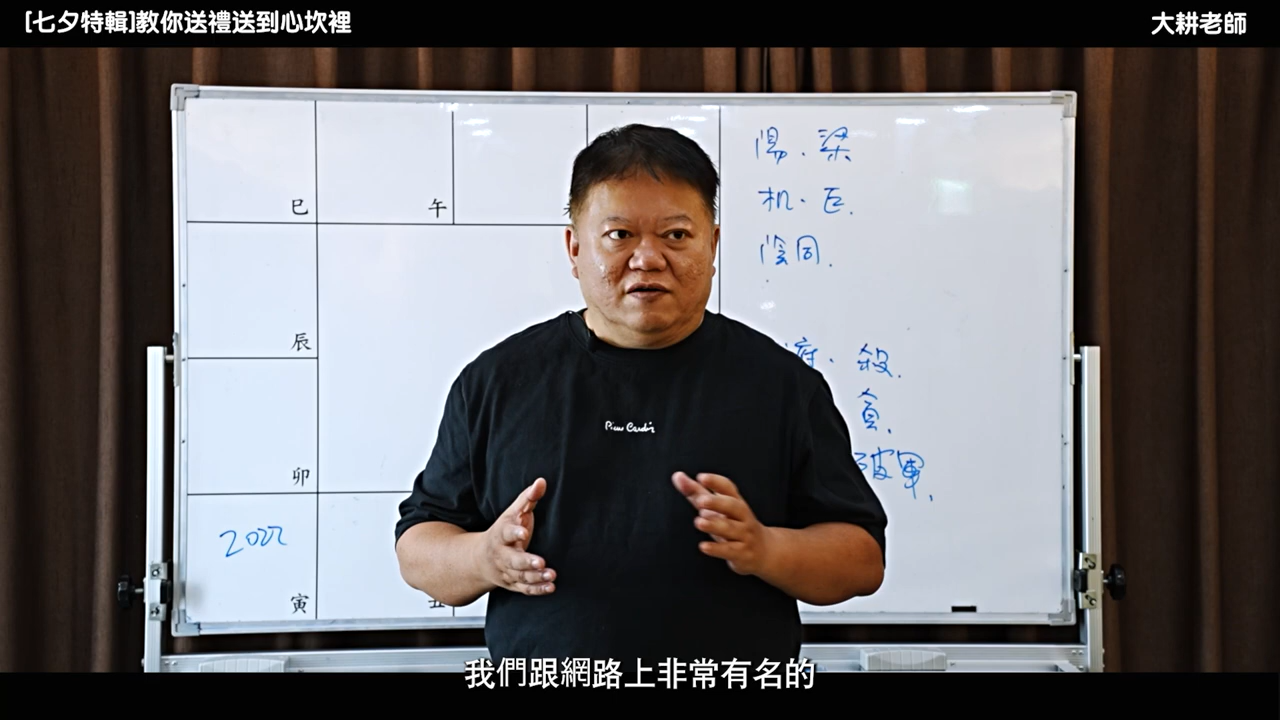 [七夕特輯]教你送禮送到心坎裡
大耕老師
巳
午
陽．梁
机．巨．
陰同．
辰
府．殺．
貞．
破軍．
卯
2022
寅
丑
Pierre Cardin
我們跟網路上非常有名的